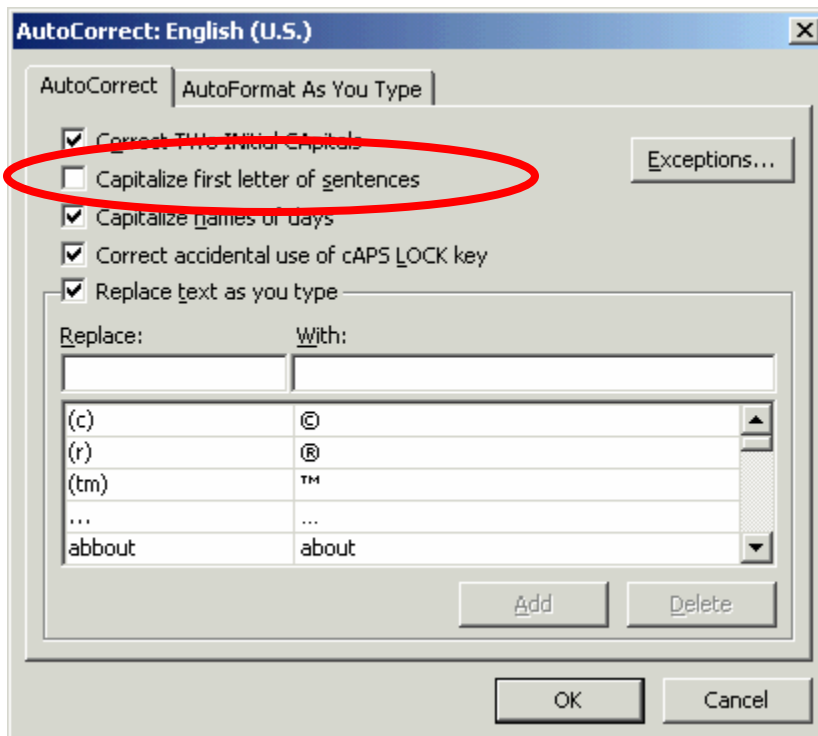 AutoCorrect: English (U.S.)
AutoCorrect AutoFormat As You Type
Correct TWo INitial CApitals
Exceptions...
Capitalize first letter of sentences
Capitalize names of days
Correct accidental use of cAPS LOCK key
Replace text as you type
Replace: With:
(c) ©
(r) ®
(tm) ™
... …
abbout about
Add Delete
OK Cancel